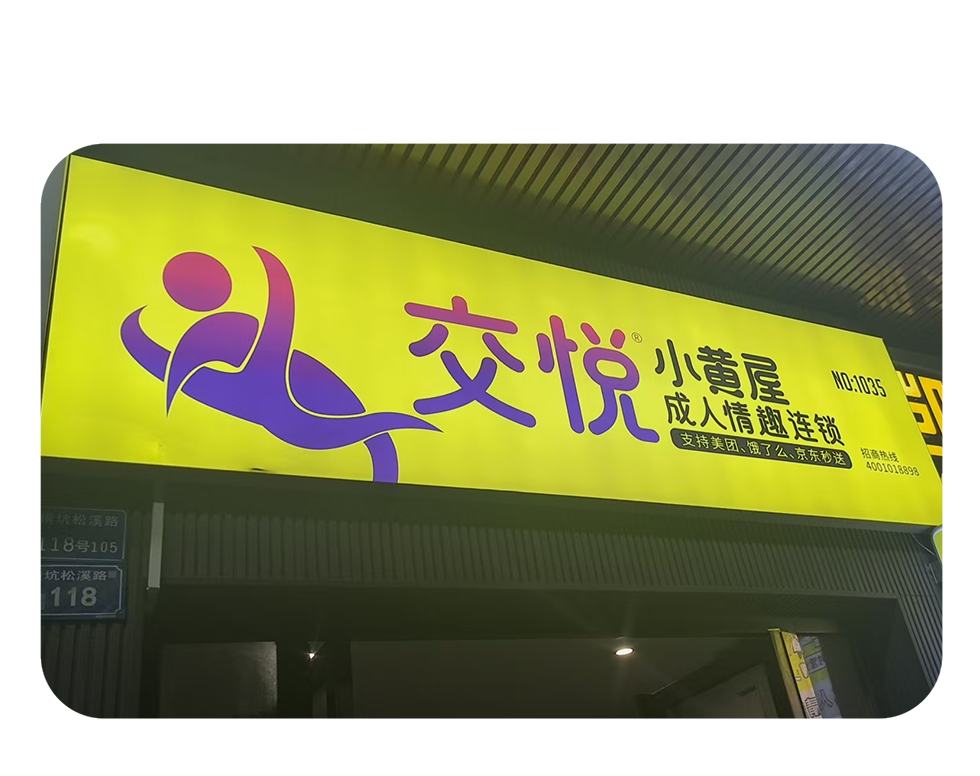 交悦®
小黄屋
成人情趣连锁
支持美团、饿了么、京东秒送
NO:1035
招商热线
4001018898
坑松溪路
118号105
坑松溪路
118